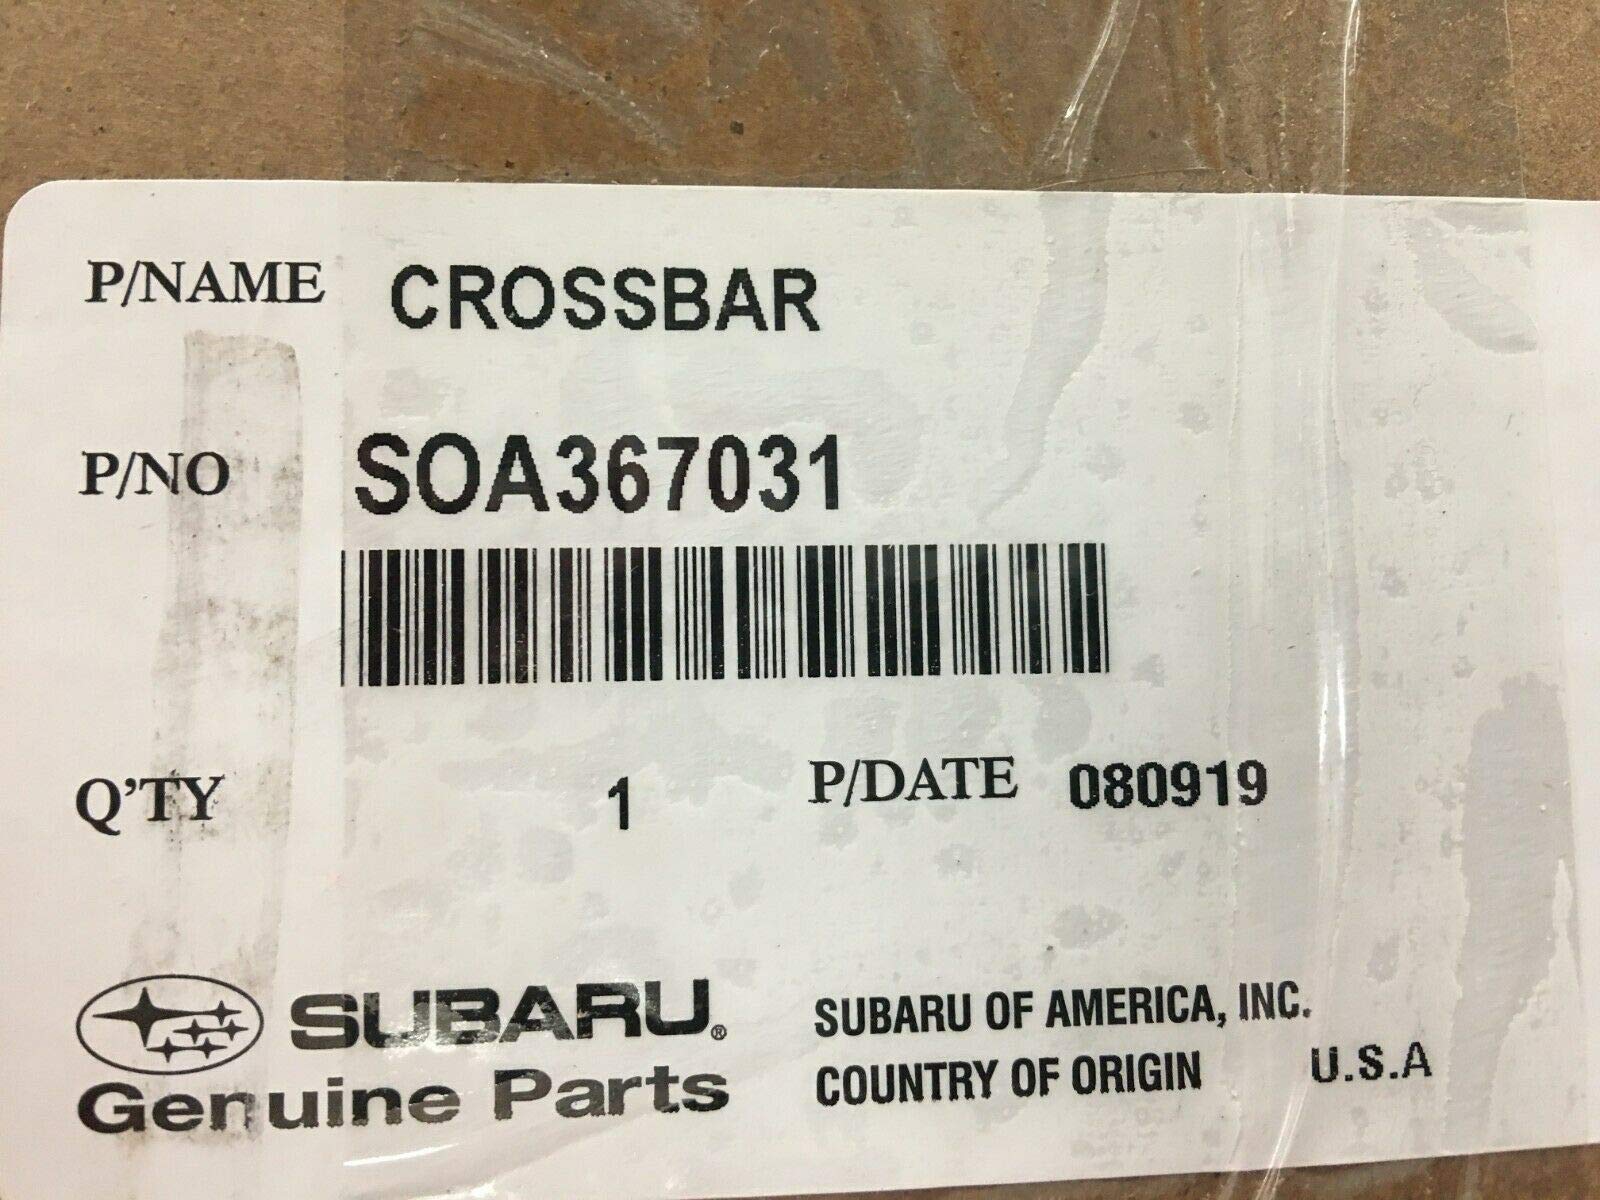 P/NAME CROSSBAR
P/NO SOA367031
Q'TY 1 P/DATE 080919
SUBARU® SUBARU OF AMERICA, INC.
Genuine Parts COUNTRY OF ORIGIN U.S.A